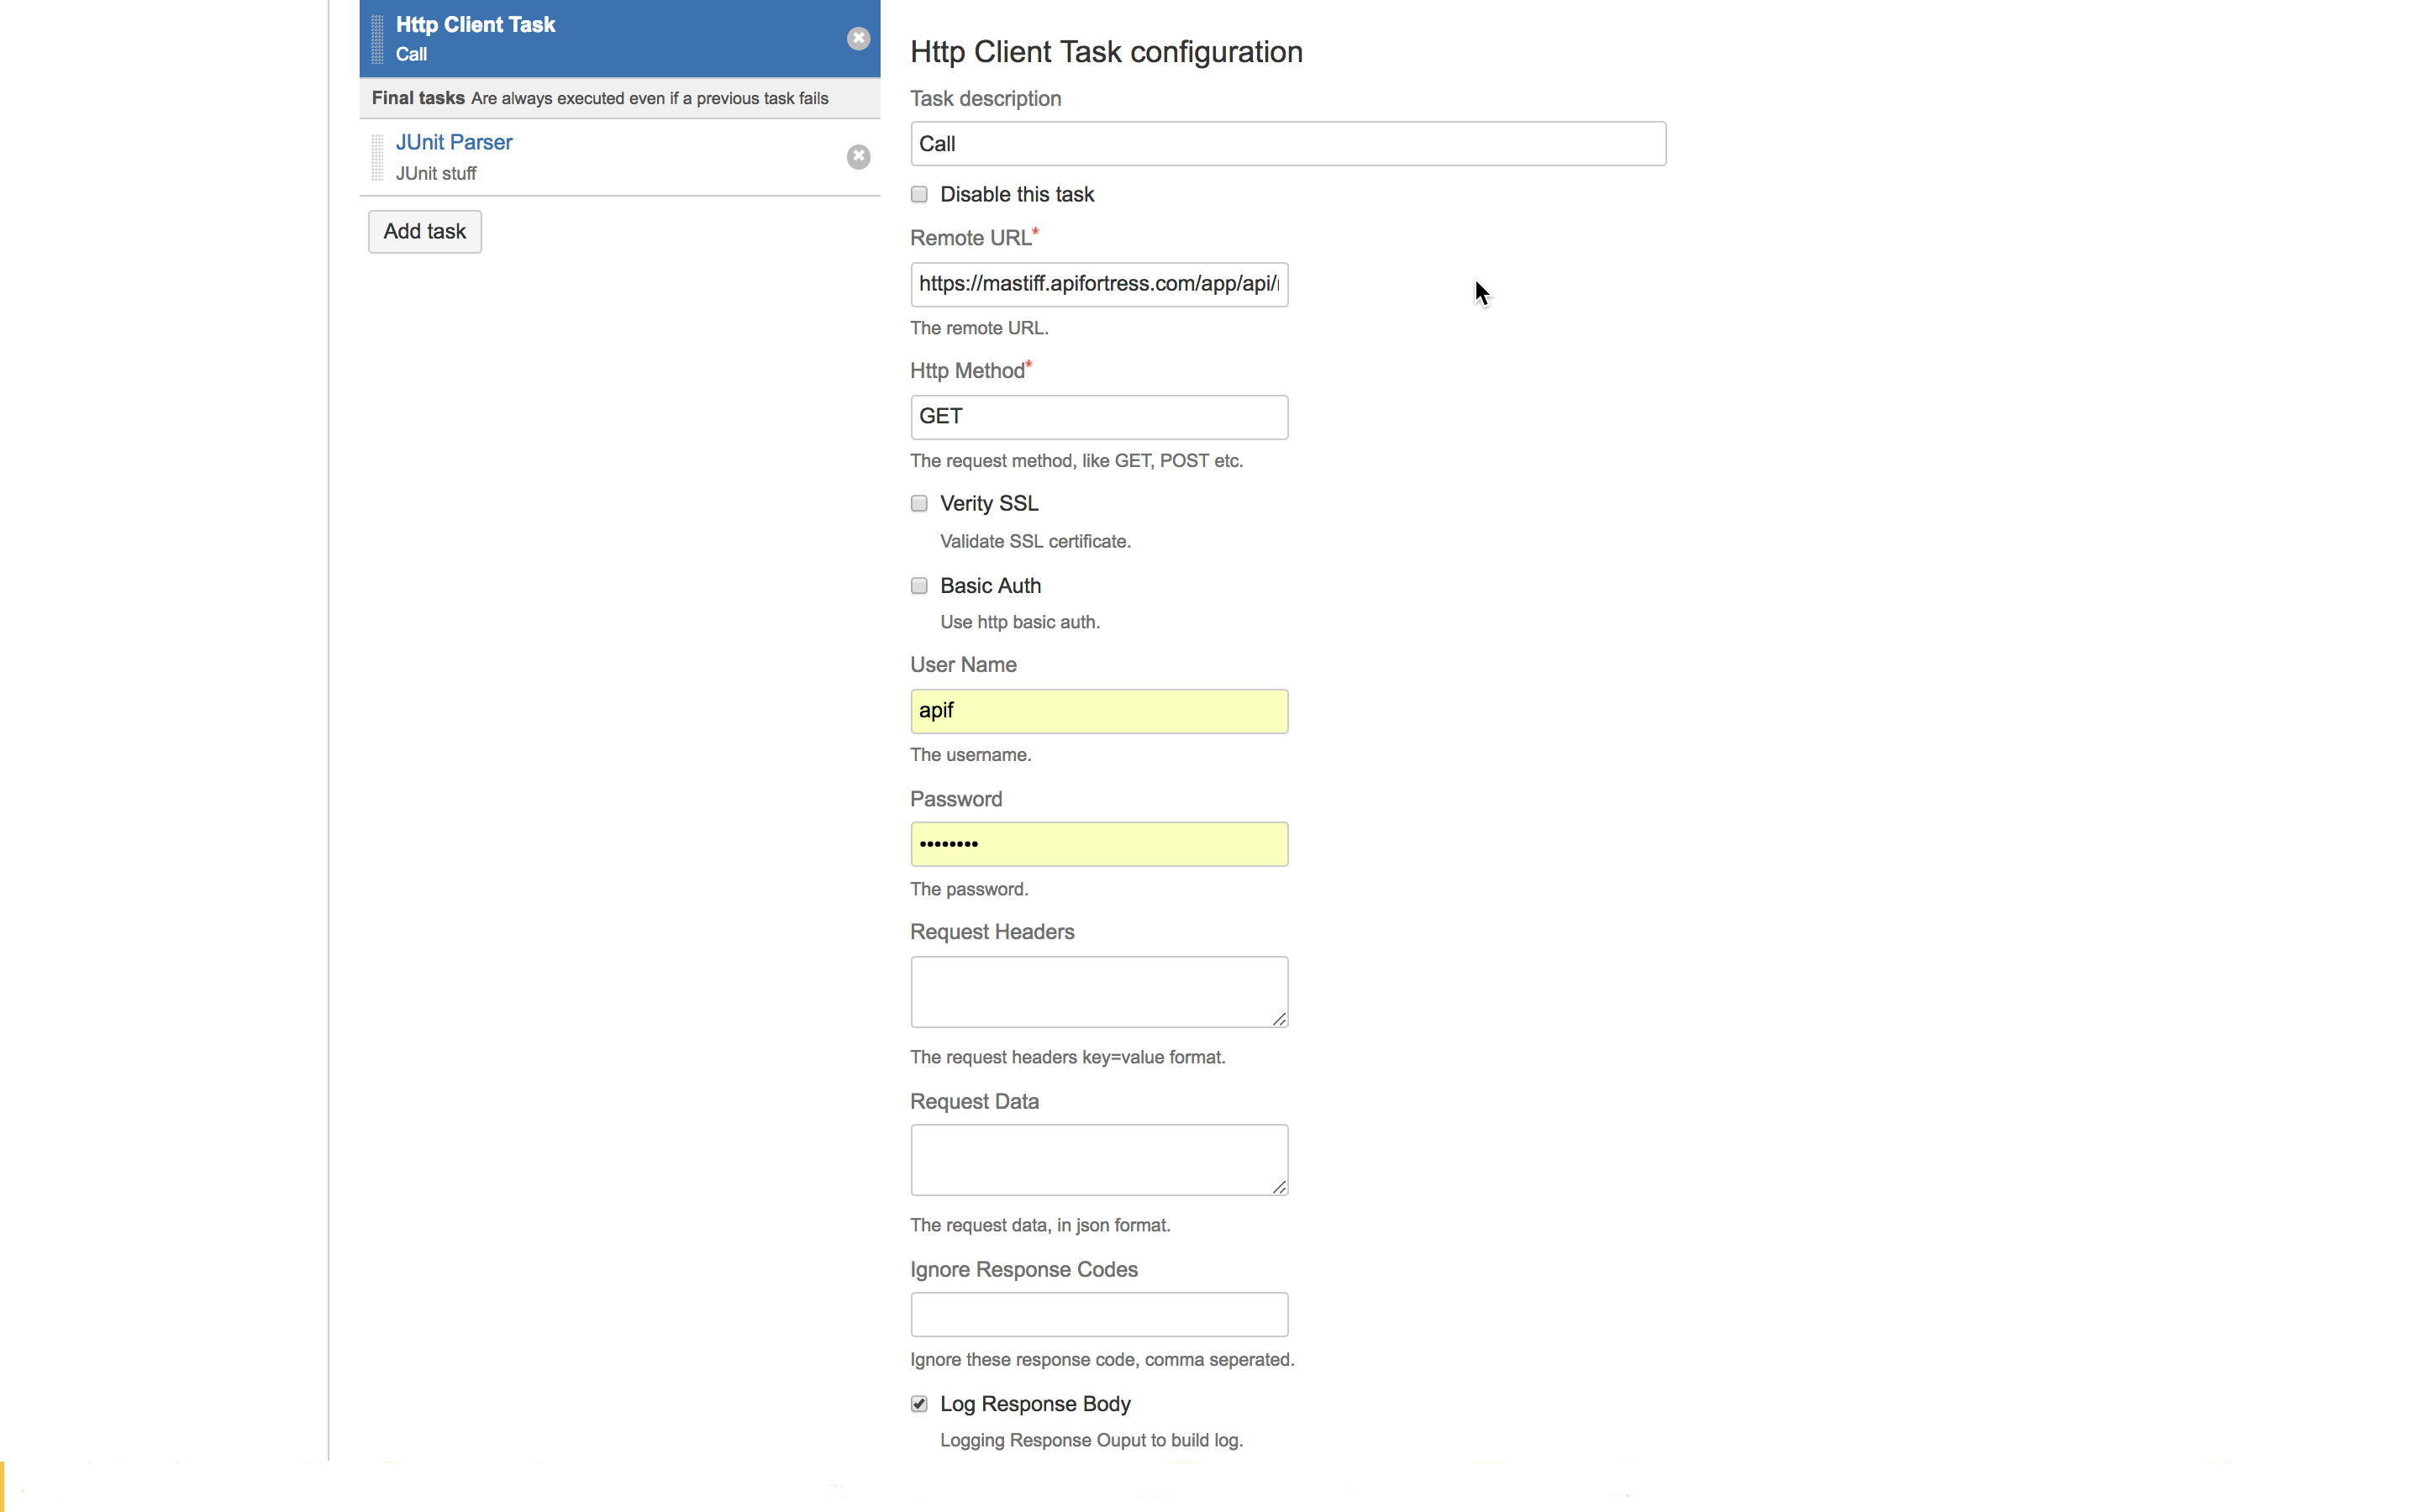 Http Client Task
Call
Final tasks Are always executed even if a previous task fails
JUnit Parser
JUnit stuff
Add task
Http Client Task configuration
Task description
Call
Disable this task
Remote URL*
https://mastiff.apifortress.com/app/api/
The remote URL.
Http Method*
GET
The request method, like GET, POST etc.
Verity SSL
Validate SSL certificate.
Basic Auth
Use http basic auth.
User Name
apif
The username.
Password
••••••••
The password.
Request Headers
The request headers key=value format.
Request Data
The request data, in json format.
Ignore Response Codes
Ignore these response code, comma seperated.
Log Response Body
Logging Response Ouput to build log.